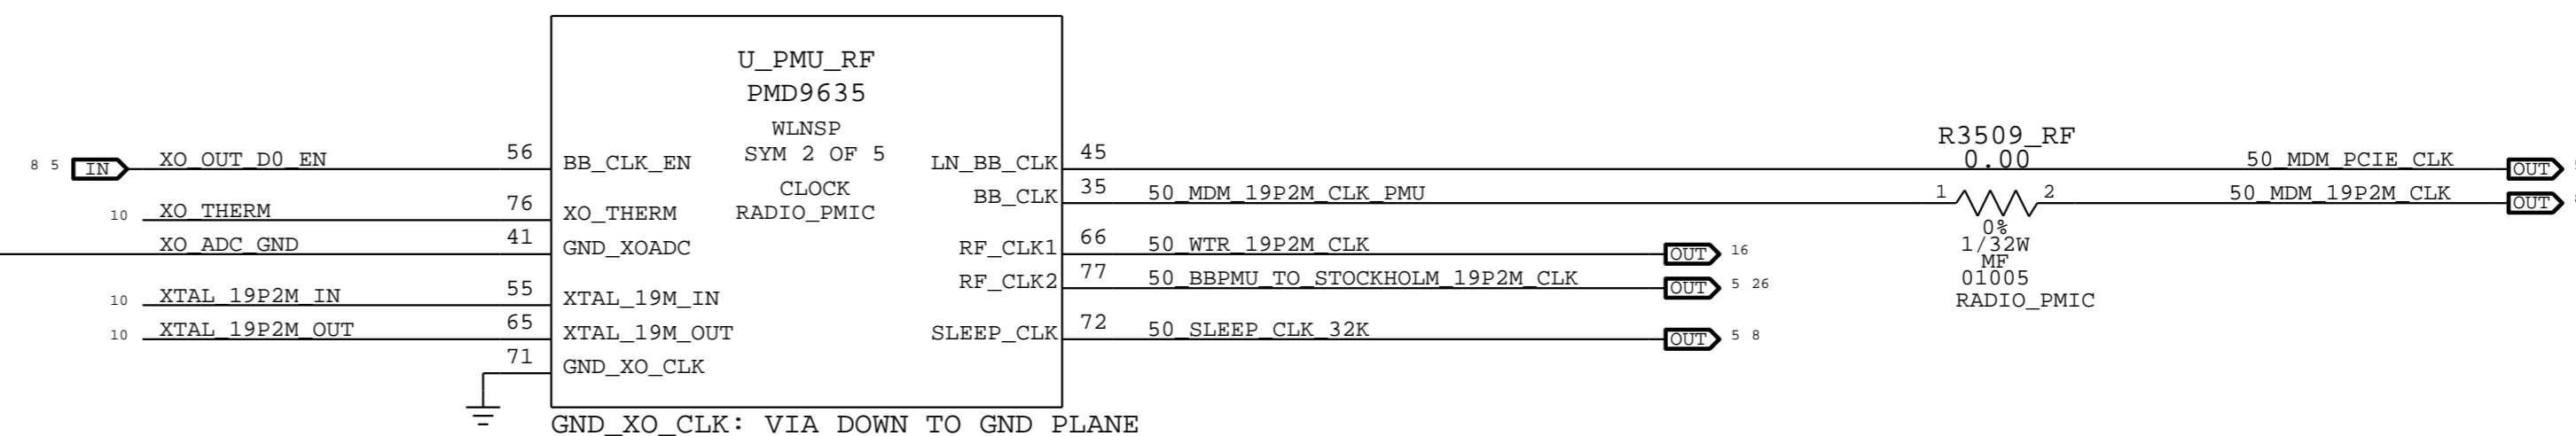 U_PMU_RF
PMD9635
WLNSP
SYM 2 OF 5
CLOCK
RADIO_PMIC
8 5 IN XO_OUT_D0_EN 56 BB_CLK_EN
10 XO_THERM 76 XO_THERM
XO_ADC_GND 41 GND_XOADC
10 XTAL_19P2M_IN 55 XTAL_19M_IN
10 XTAL_19P2M_OUT 65 XTAL_19M_OUT
71 GND_XO_CLK
LN_BB_CLK 45 50_MDM_PCIE_CLK OUT
BB_CLK 35 50_MDM_19P2M_CLK_PMU 1 2 50_MDM_19P2M_CLK OUT
RF_CLK1 66 50_WTR_19P2M_CLK OUT 16
RF_CLK2 77 50_BBPMU_TO_STOCKHOLM_19P2M_CLK OUT 5 26
SLEEP_CLK 72 50_SLEEP_CLK_32K OUT 5 8
R3509_RF
0.00
0%
1/32W
MF
01005
RADIO_PMIC
GND_XO_CLK: VIA DOWN TO GND PLANE